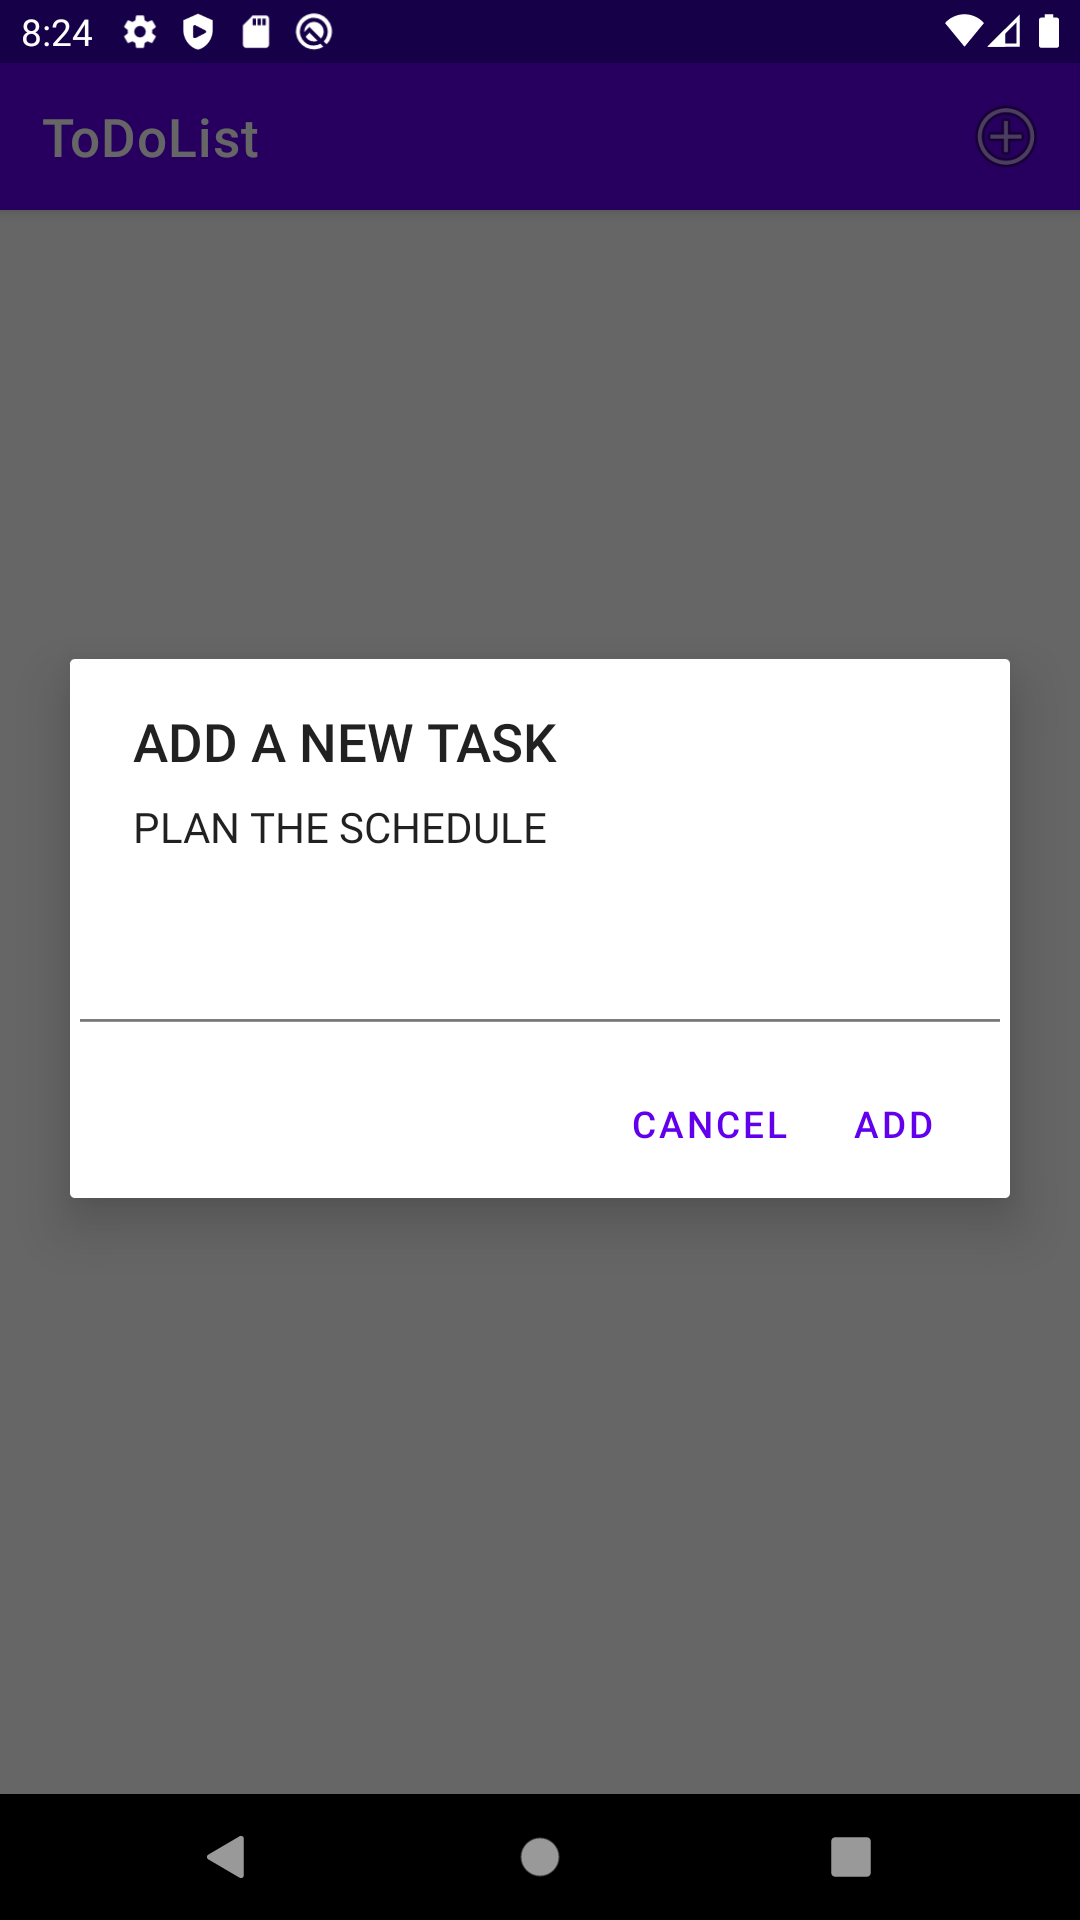 8:24
ToDoList
ADD A NEW TASK
PLAN THE SCHEDULE
CANCEL ADD